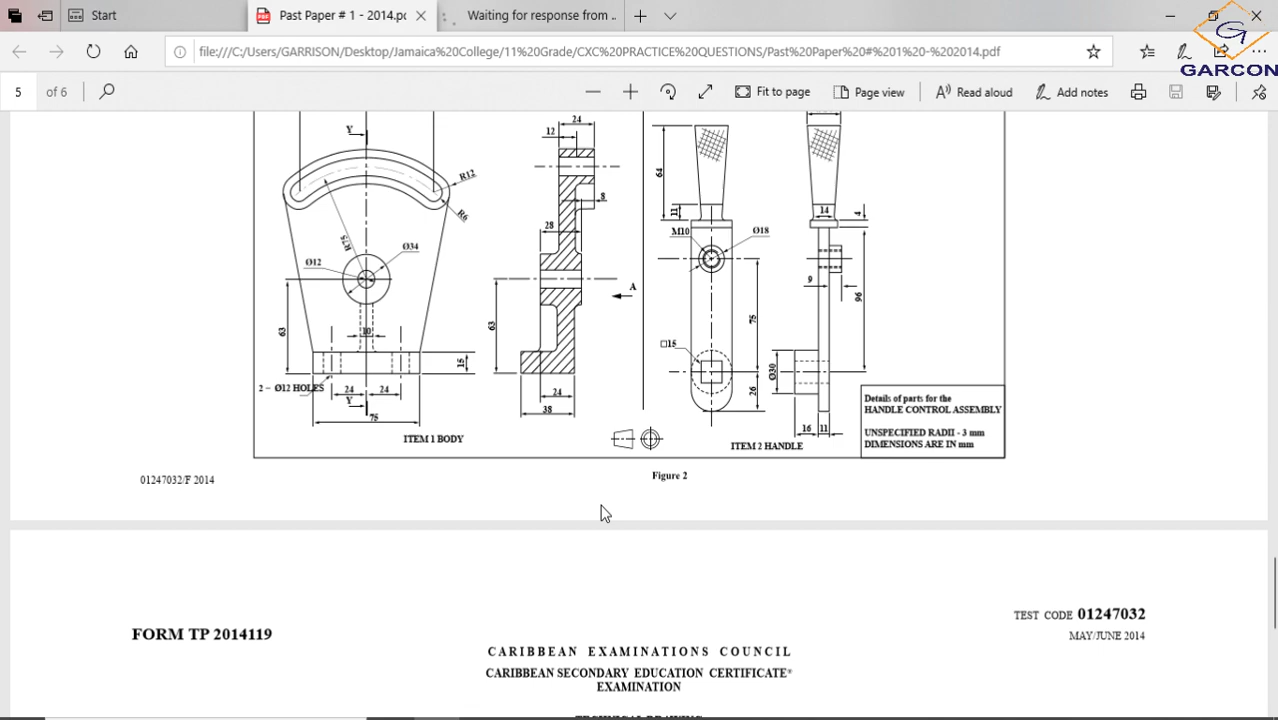 Start
Past Paper # 1 - 2014.pc
Waiting for response from ..
file:///C:/Users/GARRISON/Desktop/Jamaica%20College/11%20Grade/CXC%20PRACTICE%20QUESTIONS/Past%20Paper%20#%201%20-%202014.pdf
G
GARCON
5 of 6
Fit to page
Page view
Read aloud
Add notes
Y
24
12
R12
R6
8
R75
Ø34
Ø12
28
A
63
10
63
15
2 - Ø12 HOLES
24
24
Y
75
24
38
ITEM 1 BODY
64
11
14
4
M10
Ø18
9
96
75
□15
Ø30
26
16
11
ITEM 2 HANDLE
Details of parts for the
HANDLE CONTROL ASSEMBLY
UNSPECIFIED RADII - 3 mm
DIMENSIONS ARE IN mm
01247032/F 2014
Figure 2
TEST CODE 01247032
FORM TP 2014119
MAY/JUNE 2014
CARIBBEAN EXAMINATIONS COUNCIL
CARIBBEAN SECONDARY EDUCATION CERTIFICATE®
EXAMINATION
TECHNICAL DRAWING